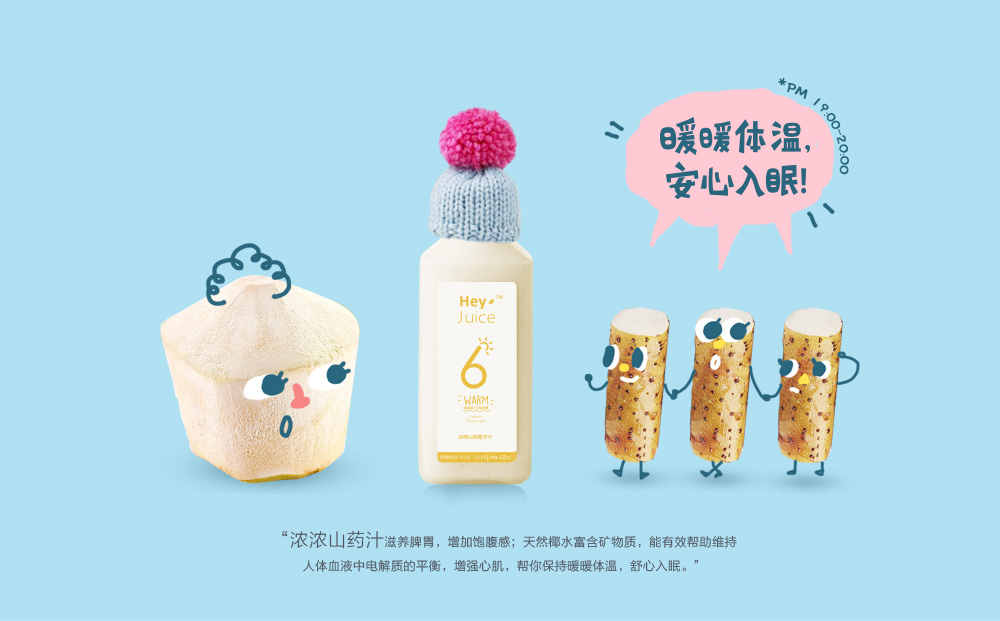 *PM 19:00-20:00
暖暖体温,
安心入眠!
Hey
TM
Juice
6
WARM
“浓浓山药汁滋养脾胃，增加饱腹感；天然椰水富含矿物质，能有效帮助维持
人体血液中电解质的平衡，增强心肌，帮你保持暖暖体温，舒心入眠。”